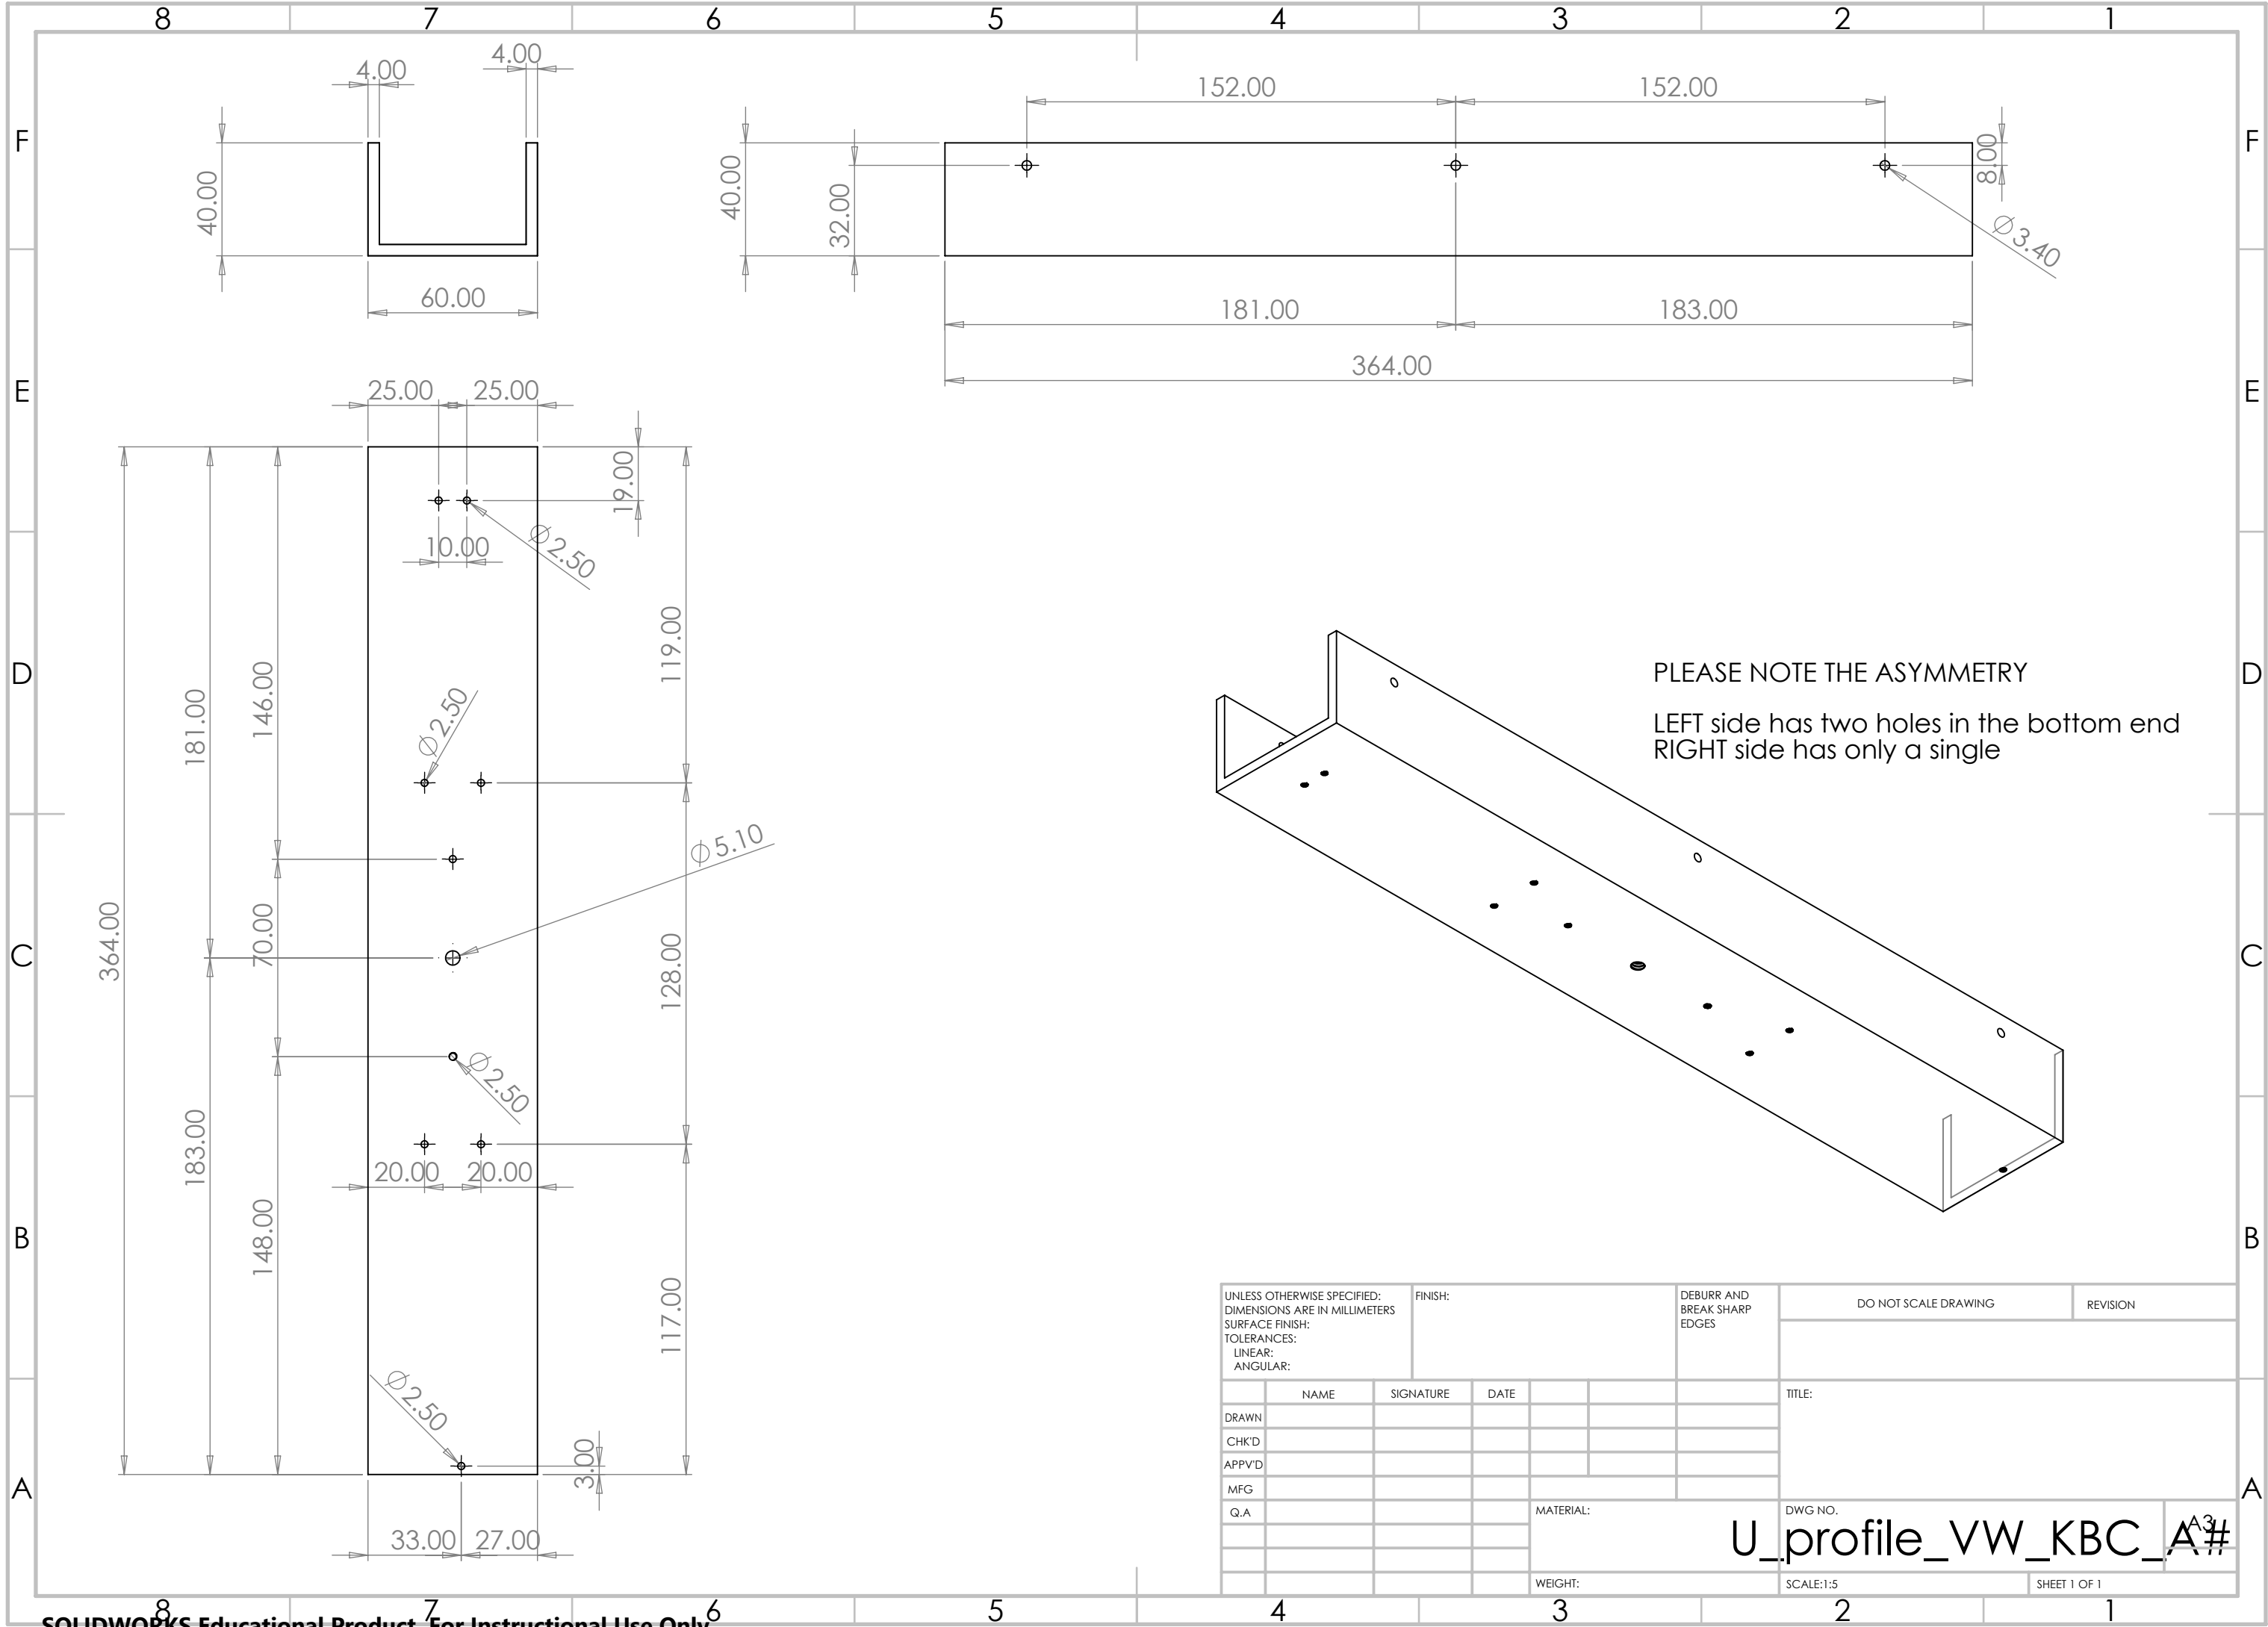 8 7 6 5 4 3 2 1
F
F
E
E
D
D
C
C
B
B
A
A
4.00
4.00
40.00
60.00
152.00
152.00
40.00
32.00
8.00
Ø3.40
181.00
183.00
364.00
25.00
25.00
19.00
10.00
Ø2.50
119.00
146.00
181.00
Ø2.50
Ø5.10
364.00
70.00
128.00
Ø2.50
183.00
20.00
20.00
148.00
117.00
Ø2.50
3.00
33.00
27.00
PLEASE NOTE THE ASYMMETRY
LEFT side has two holes in the bottom end
RIGHT side has only a single
UNLESS OTHERWISE SPECIFIED:
DIMENSIONS ARE IN MILLIMETERS
SURFACE FINISH:
TOLERANCES:
LINEAR:
ANGULAR:
FINISH:
DEBURR AND
BREAK SHARP
EDGES
DO NOT SCALE DRAWING
REVISION
NAME
SIGNATURE
DATE
TITLE:
DRAWN
CHK'D
APPV'D
MFG
Q.A
MATERIAL:
DWG NO.
U_profile_VW_KBC_A#
A3
WEIGHT:
SCALE:1:5
SHEET 1 OF 1
8 7 6 5 4 3 2 1
SOLIDWORKS Educational Product. For Instructional Use Only.